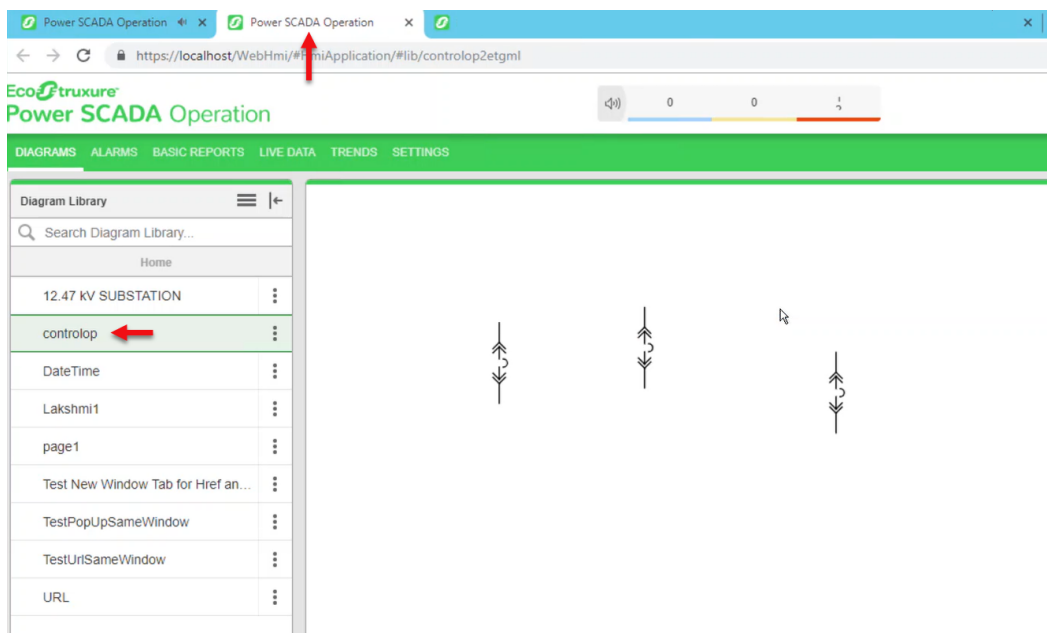 Power SCADA Operation
Power SCADA Operation
https://localhost/WebHmi/#HmiApplication/#lib/controlop2etgml
EcoStruxure
Power SCADA Operation
0 0
DIAGRAMS ALARMS BASIC REPORTS LIVE DATA TRENDS SETTINGS
Diagram Library
Search Diagram Library...
Home
12.47 kV SUBSTATION
controlop
DateTime
Lakshmi1
page1
Test New Window Tab for Href an...
TestPopUpSameWindow
TestUrlSameWindow
URL